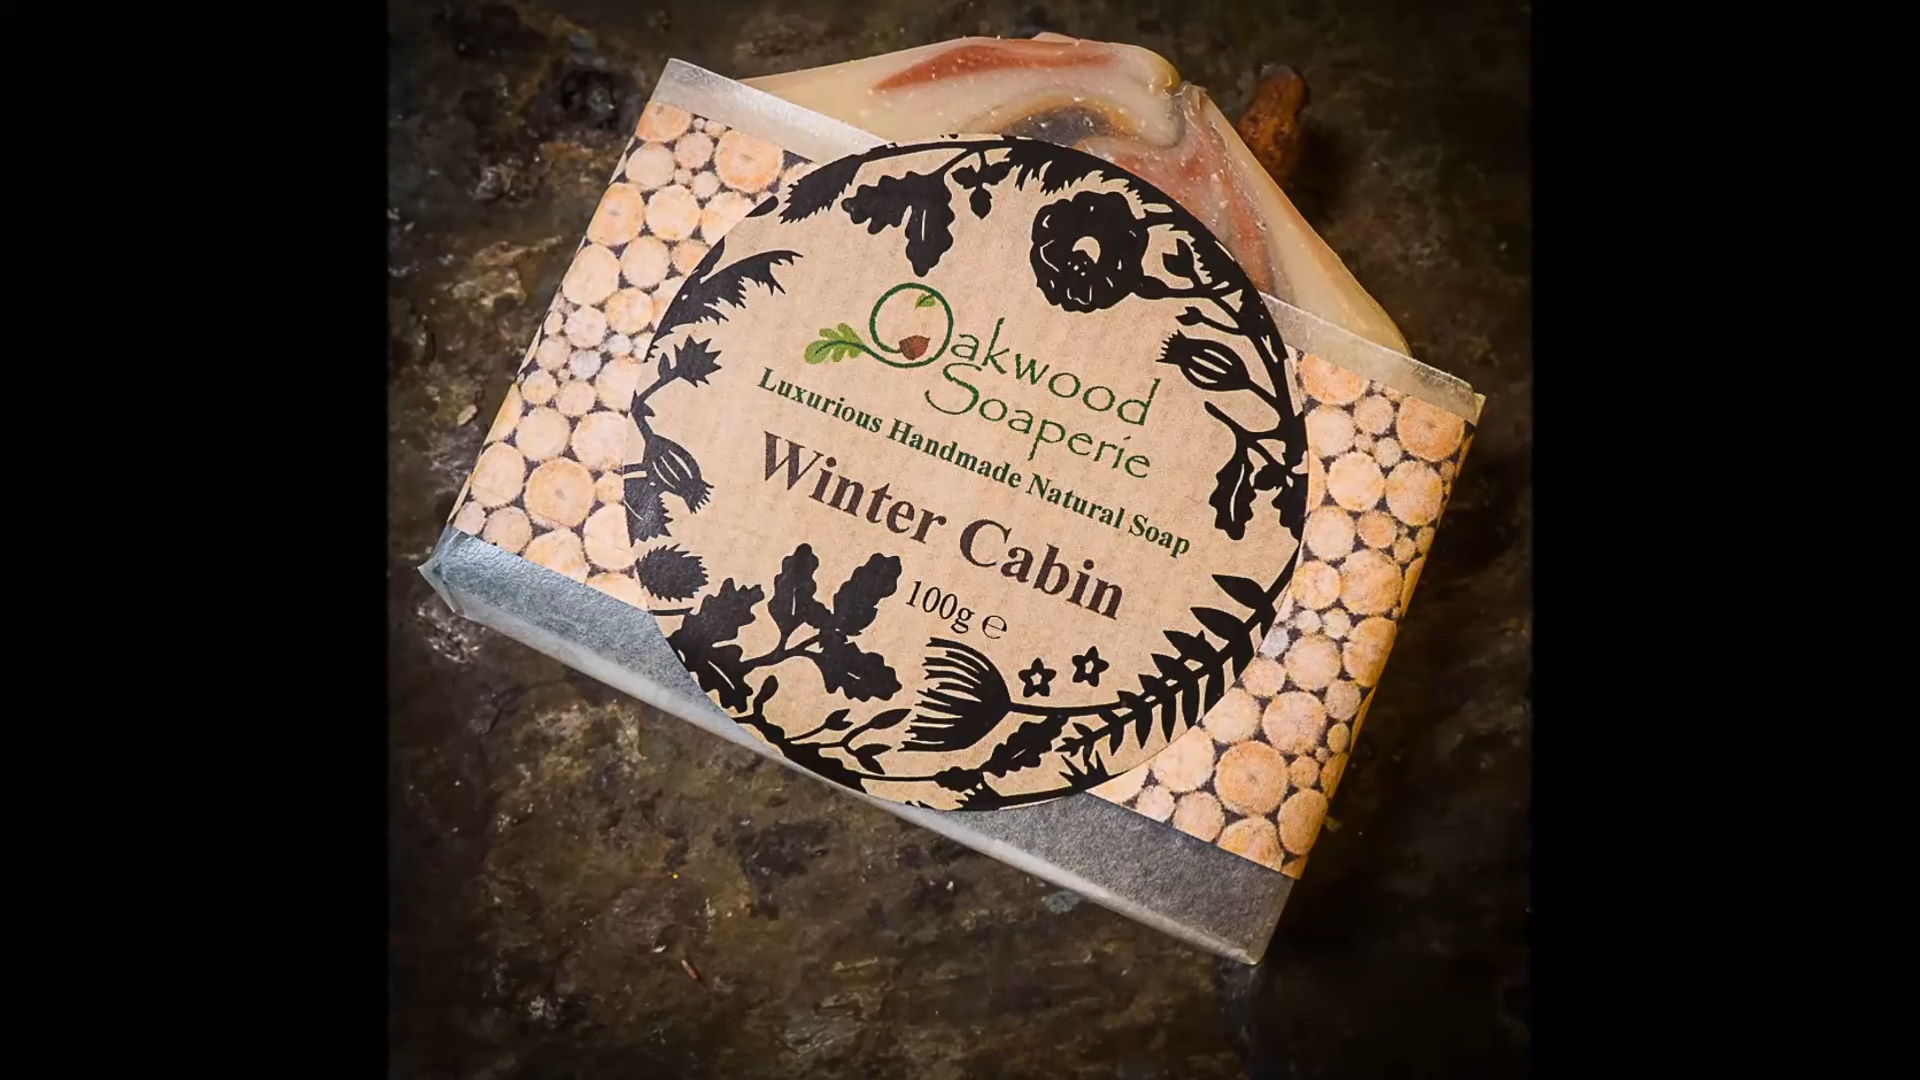 Oakwood
Soaperie
Luxurious Handmade Natural Soap
Winter Cabin
100g ℮